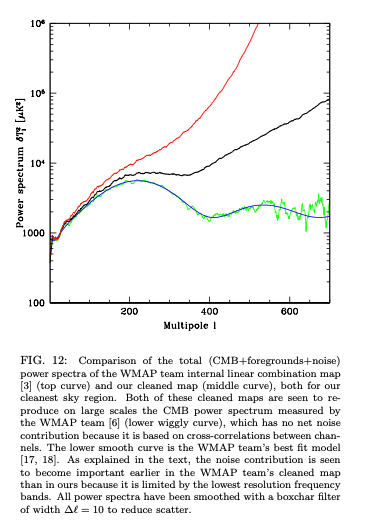 10⁶
10⁵
10⁴
1000
100
Power spectrum δT²ₗ [μK²]
200
400
600
Multipole l
FIG. 12: Comparison of the total (CMB+foregrounds+noise)
power spectra of the WMAP team internal linear combination map
[3] (top curve) and our cleaned map (middle curve), both for our
cleanest sky region. Both of these cleaned maps are seen to re-
produce on large scales the CMB power spectrum measured by
the WMAP team [6] (lower wiggly curve), which has no net noise
contribution because it is based on cross-correlations between chan-
nels. The lower smooth curve is the WMAP team's best fit model
[17, 18]. As explained in the text, the noise contribution is seen
to become important earlier in the WMAP team's cleaned map
than in ours because it is limited by the lowest resolution frequency
bands. All power spectra have been smoothed with a boxchar filter
of width Δℓ = 10 to reduce scatter.